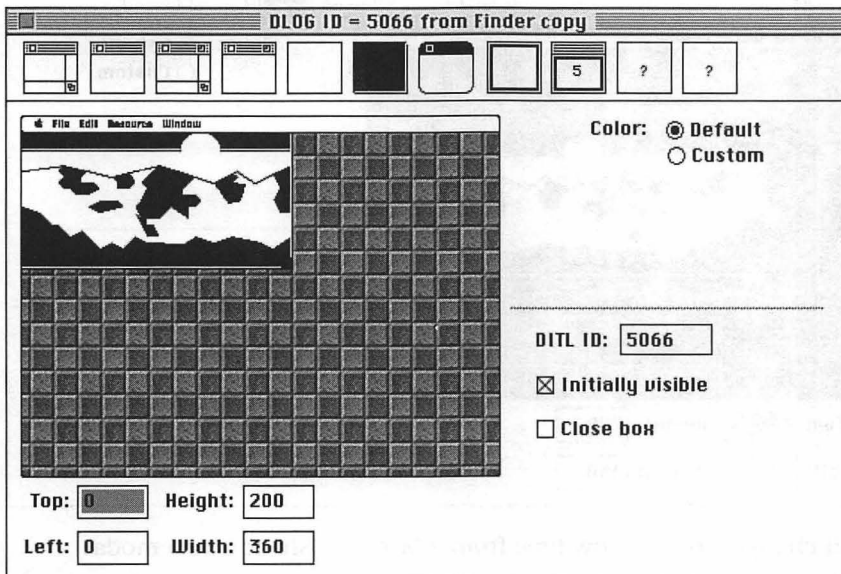 DLOG ID = 5066 from Finder copy
5 ? ?
File Edit Resource Window
Color: Default
Custom
DITL ID: 5066
Initially visible
Close box
Top: 0 Height: 200
Left: 0 Width: 360